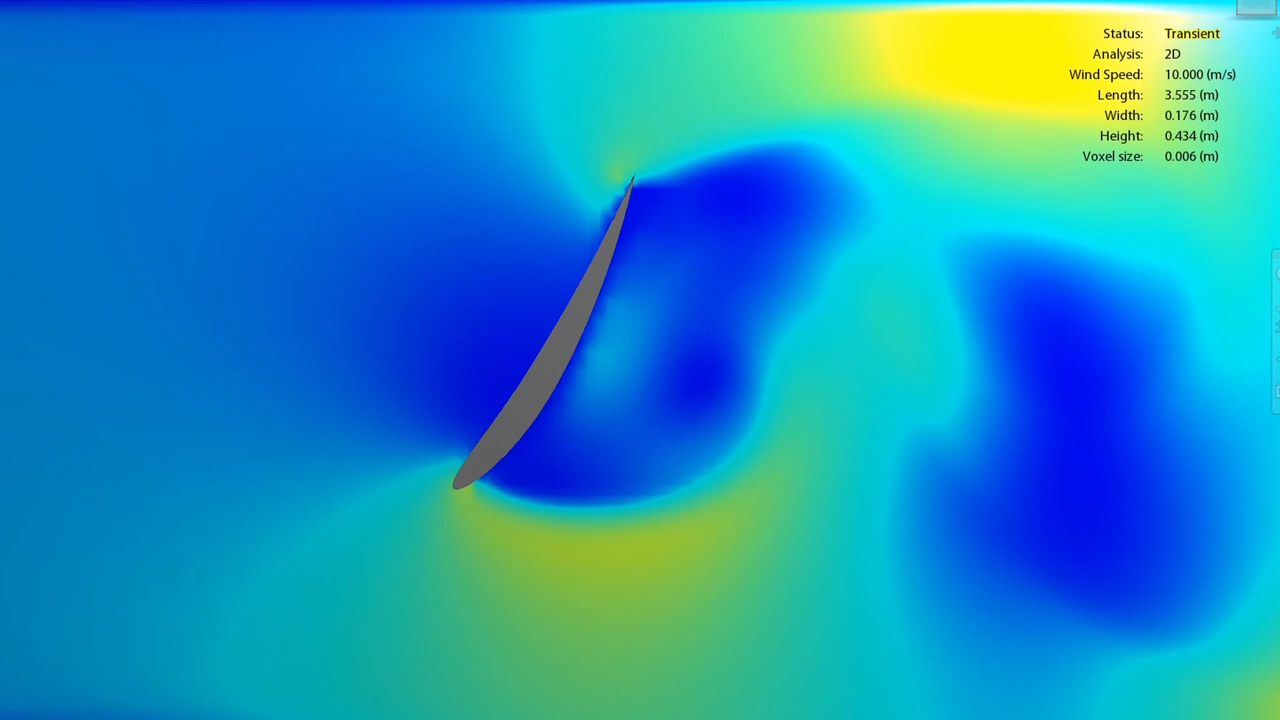 Status: Transient
Analysis: 2D
Wind Speed: 10.000 (m/s)
Length: 3.555 (m)
Width: 0.176 (m)
Height: 0.434 (m)
Voxel size: 0.006 (m)